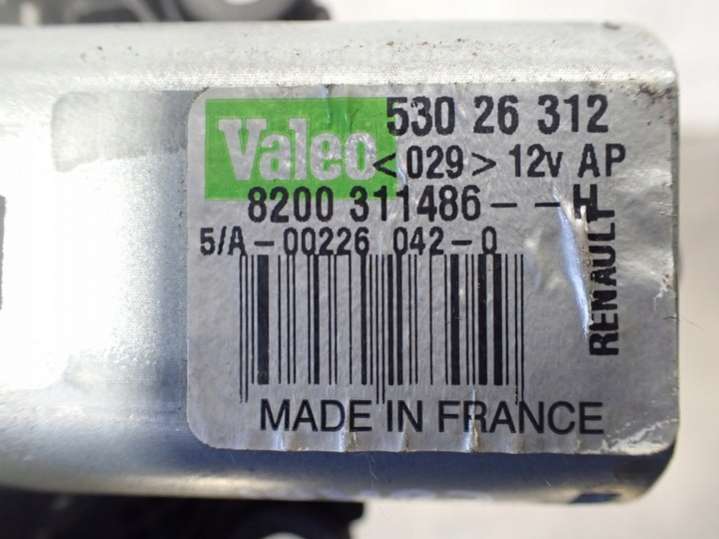 Valeo
530 26 312
<029> 12v AP
8200 311486--H
5/A-00226 042-0
RENAULT
MADE IN FRANCE